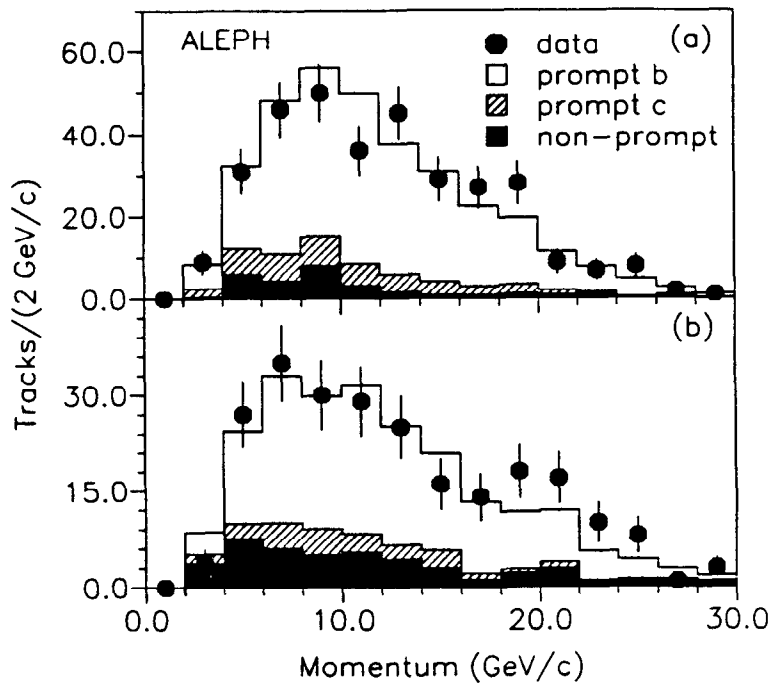 ALEPH
(a)
data
prompt b
prompt c
non-prompt
60.0
40.0
20.0
0.0
(b)
30.0
15.0
0.0
Tracks/(2 GeV/c)
0.0
10.0
20.0
30.0
Momentum (GeV/c)